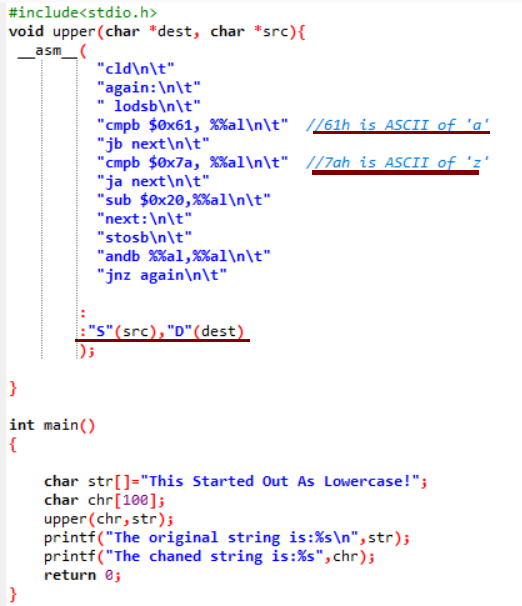 #include<stdio.h>
void upper(char *dest, char *src){
__asm__(
"cld\n\t"
"again:\n\t"
" lodsb\n\t"
"cmpb $0x61, %%al\n\t" //61h is ASCII of 'a'
"jb next\n\t"
"cmpb $0x7a, %%al\n\t" //7ah is ASCII of 'z'
"ja next\n\t"
"sub $0x20,%%al\n\t"
"next:\n\t"
"stosb\n\t"
"andb %%al,%%al\n\t"
"jnz again\n\t"
:
:"S"(src),"D"(dest)
);
}
int main()
{
char str[]="This Started Out As Lowercase!";
char chr[100];
upper(chr,str);
printf("The original string is:%s\n",str);
printf("The chaned string is:%s",chr);
return 0;
}